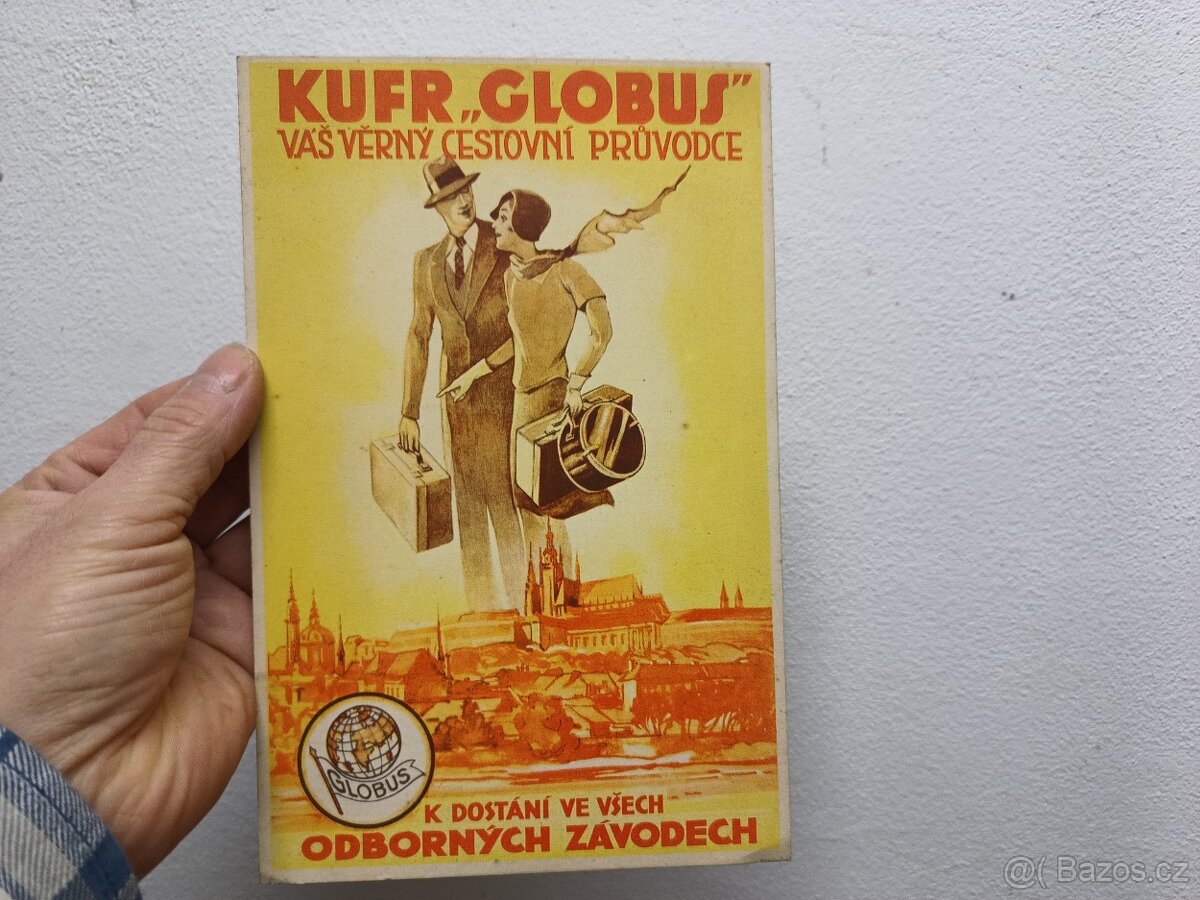 KUFR „GLOBUS"
VÁŠ VĚRNÝ CESTOVNÍ PRŮVODCE
GLOBUS
K DOSTÁNÍ VE VŠECH
ODBORNÝCH ZÁVODECH
@( Bazos.cz